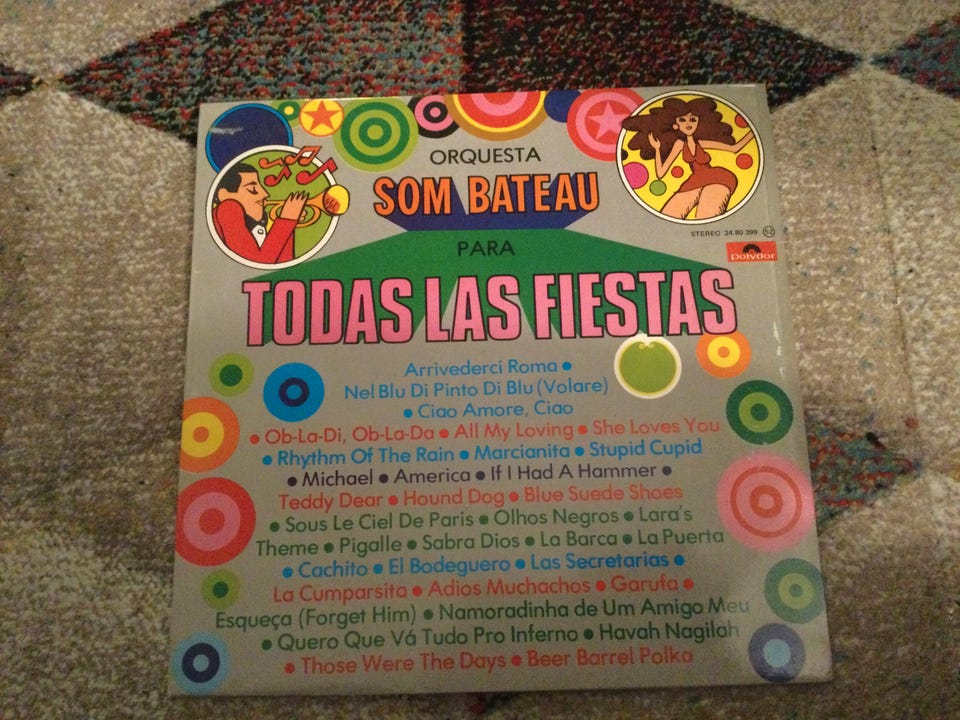 ORQUESTA
SOM BATEAU
STEREO 24 80 399 52
Polydor
PARA
TODAS LAS FIESTAS
Arrivederci Roma •
Nel Blu Di Pinto Di Blu (Volare)
• Ciao Amore, Ciao
• Ob-La-Di, Ob-La-Da • All My Loving • She Loves You
• Rhythm Of The Rain • Marcianita • Stupid Cupid
• Michael • America • If I Had A Hammer •
Teddy Dear • Hound Dog • Blue Suede Shoes
• Sous Le Ciel De Paris • Olhos Negros • Lara's
Theme • Pigalle • Sabra Dios • La Barca • La Puerta
• Cachito • El Bodeguero • Las Secretarias •
La Cumparsita • Adios Muchachos • Garufa •
Esqueça (Forget Him) • Namoradinha de Um Amigo Meu
• Quero Que Vá Tudo Pro Inferno • Havah Nagilah
• Those Were The Days • Beer Barrel Polka